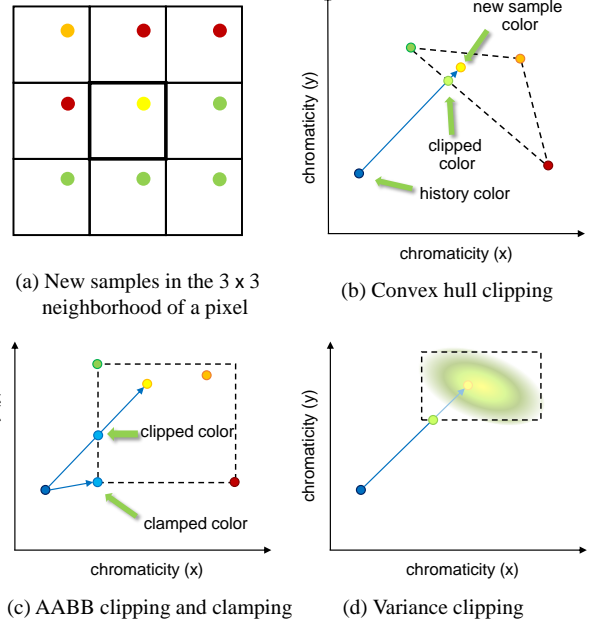 new sample
color
chromaticity (y)
clipped
color
history color
chromaticity (x)
(a) New samples in the 3 x 3
neighborhood of a pixel
(b) Convex hull clipping
clipped color
clamped color
chromaticity (x)
(c) AABB clipping and clamping
chromaticity (y)
chromaticity (x)
(d) Variance clipping